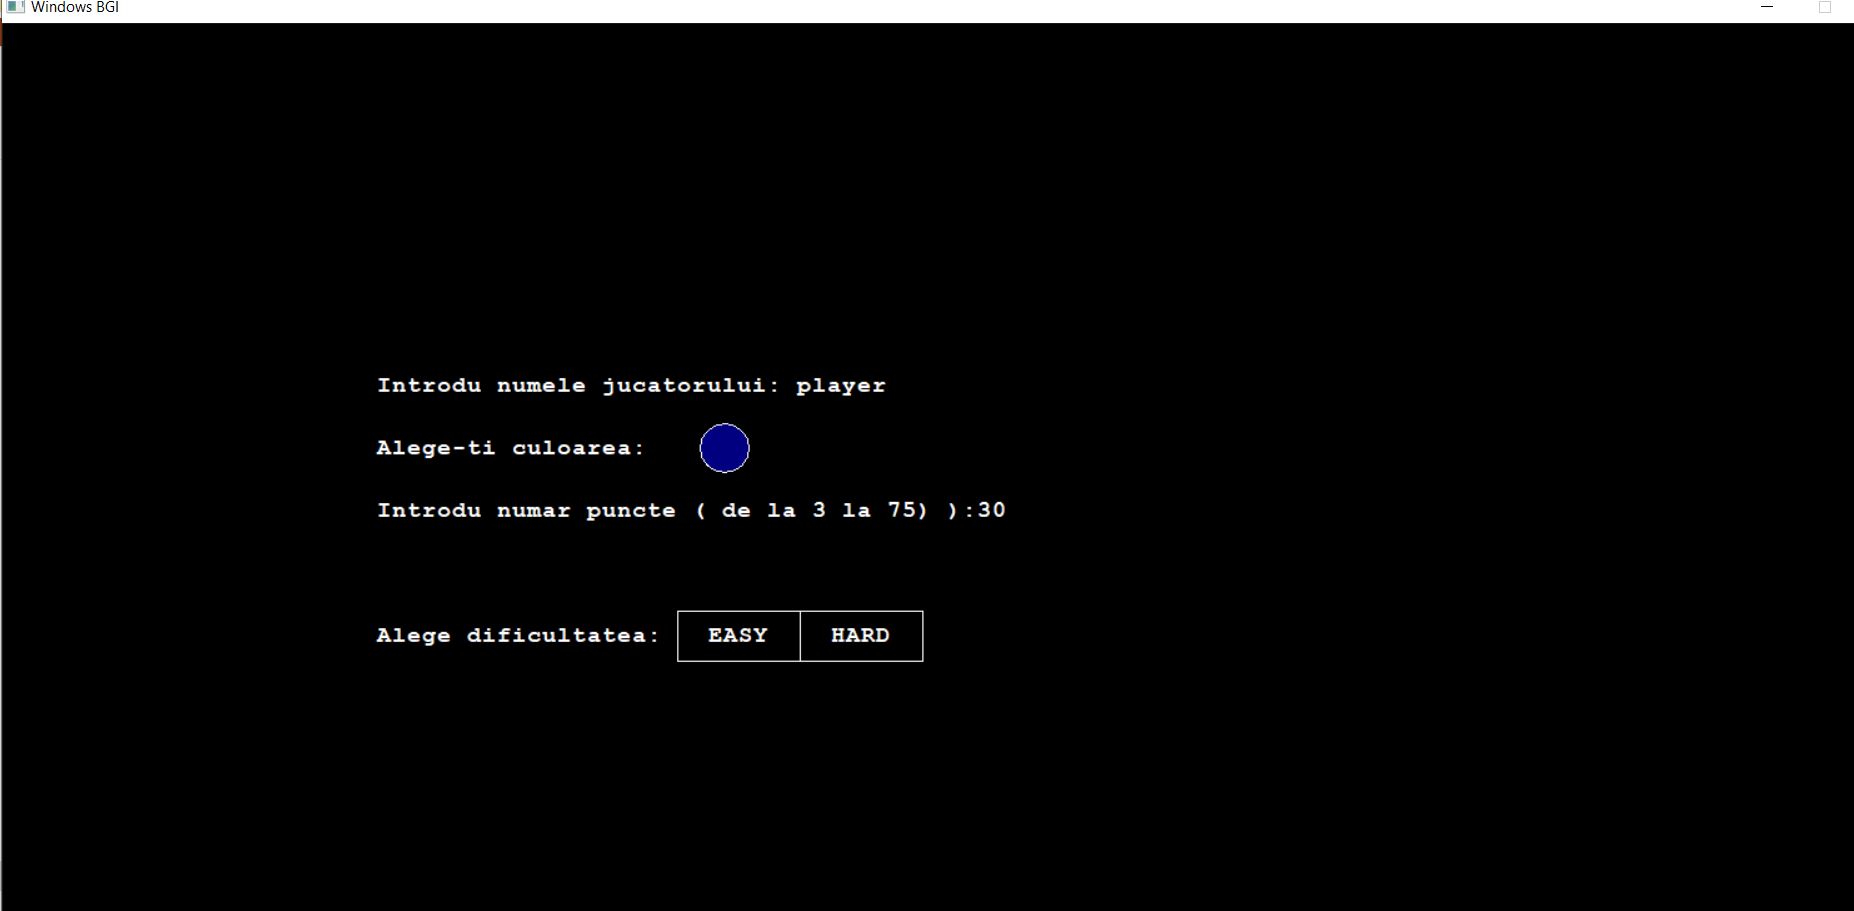 Windows BGI
Introdu numele jucatorului: player
Alege-ti culoarea:
Introdu numar puncte ( de la 3 la 75) ):30
Alege dificultatea: EASY HARD